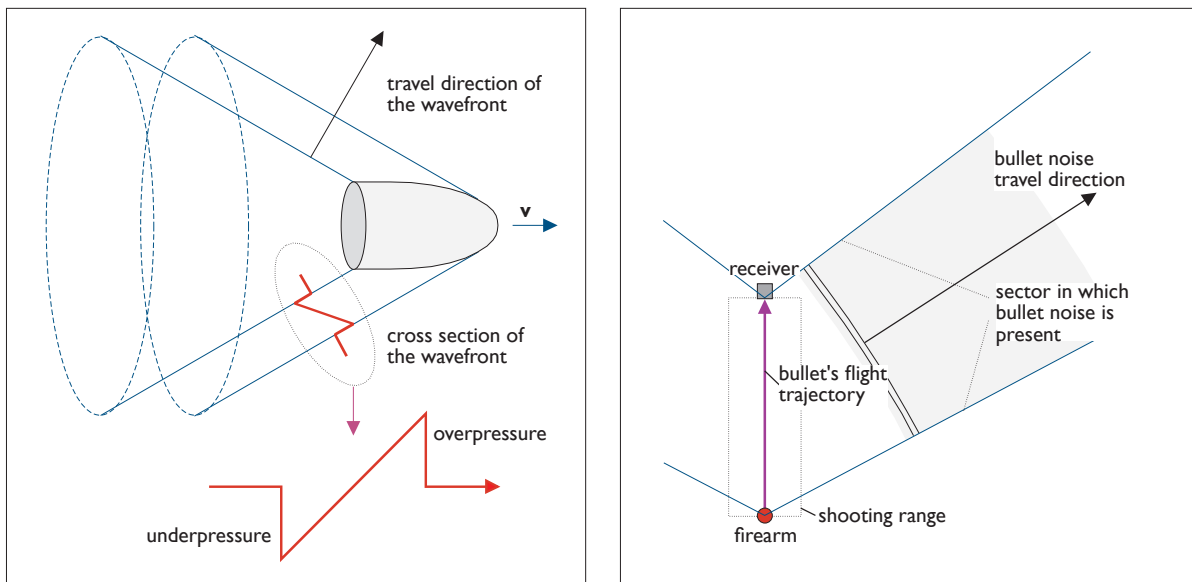 travel direction of
the wavefront
v
cross section of
the wavefront
overpressure
underpressure
bullet noise
travel direction
receiver
sector in which
bullet noise is
present
bullet's flight
trajectory
shooting range
firearm